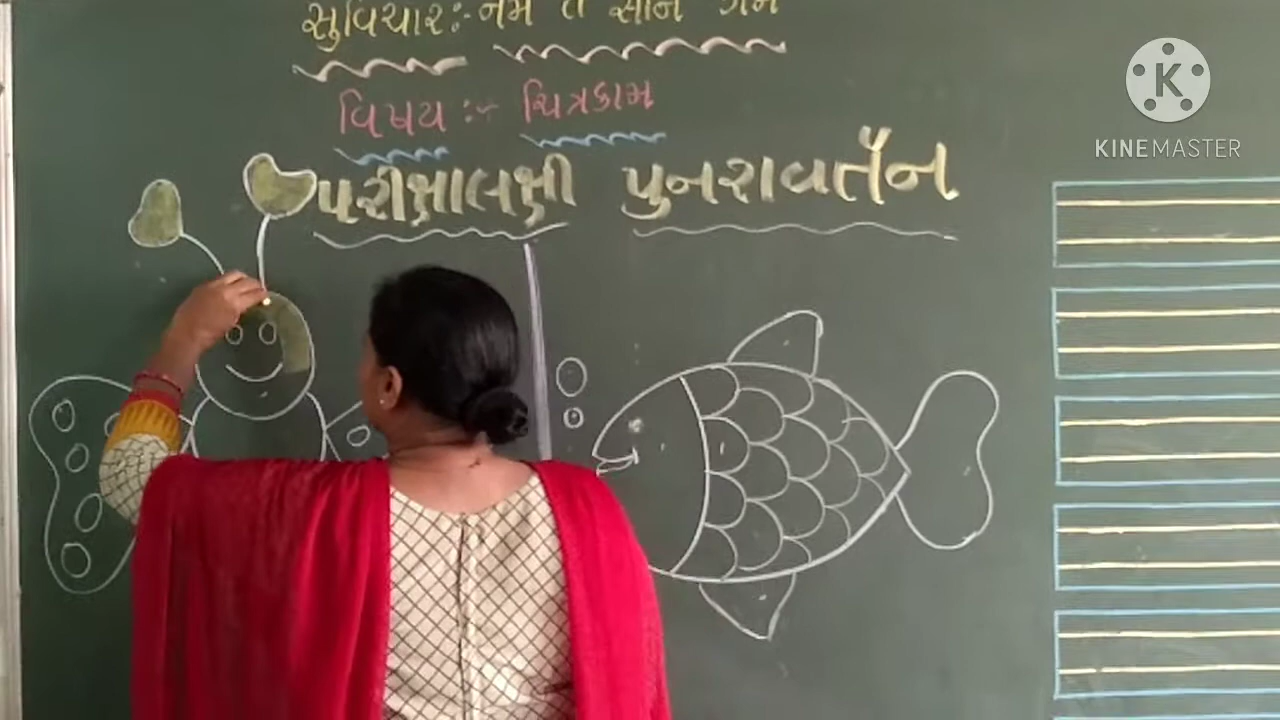 સુવિચાર:- નમે તે સૌને ગમે
વિષય :- ચિત્રકામ
પરીક્ષાલક્ષી પુનરાવર્તન
K
KINEMASTER